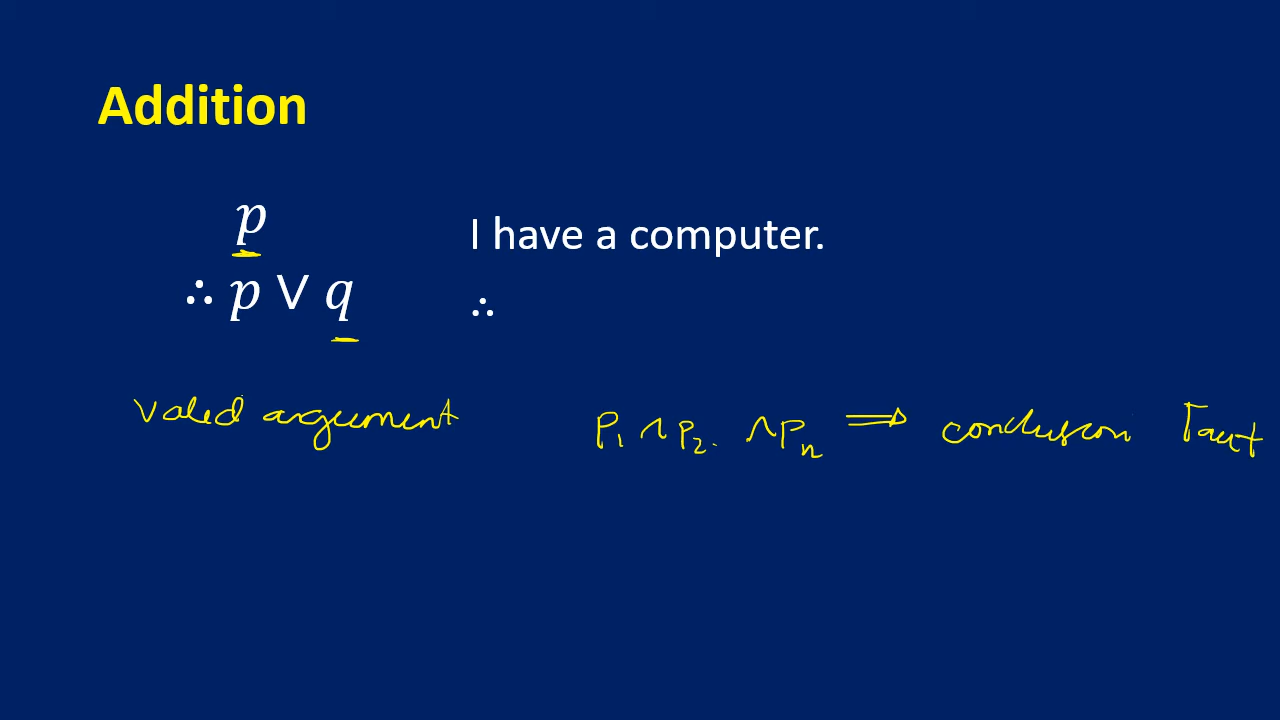 Addition
p
∴ p ∨ q
I have a computer.
∴
valid argument
p₁ ∧ p₂. ∧ pₙ ⟹ conclusion Taut